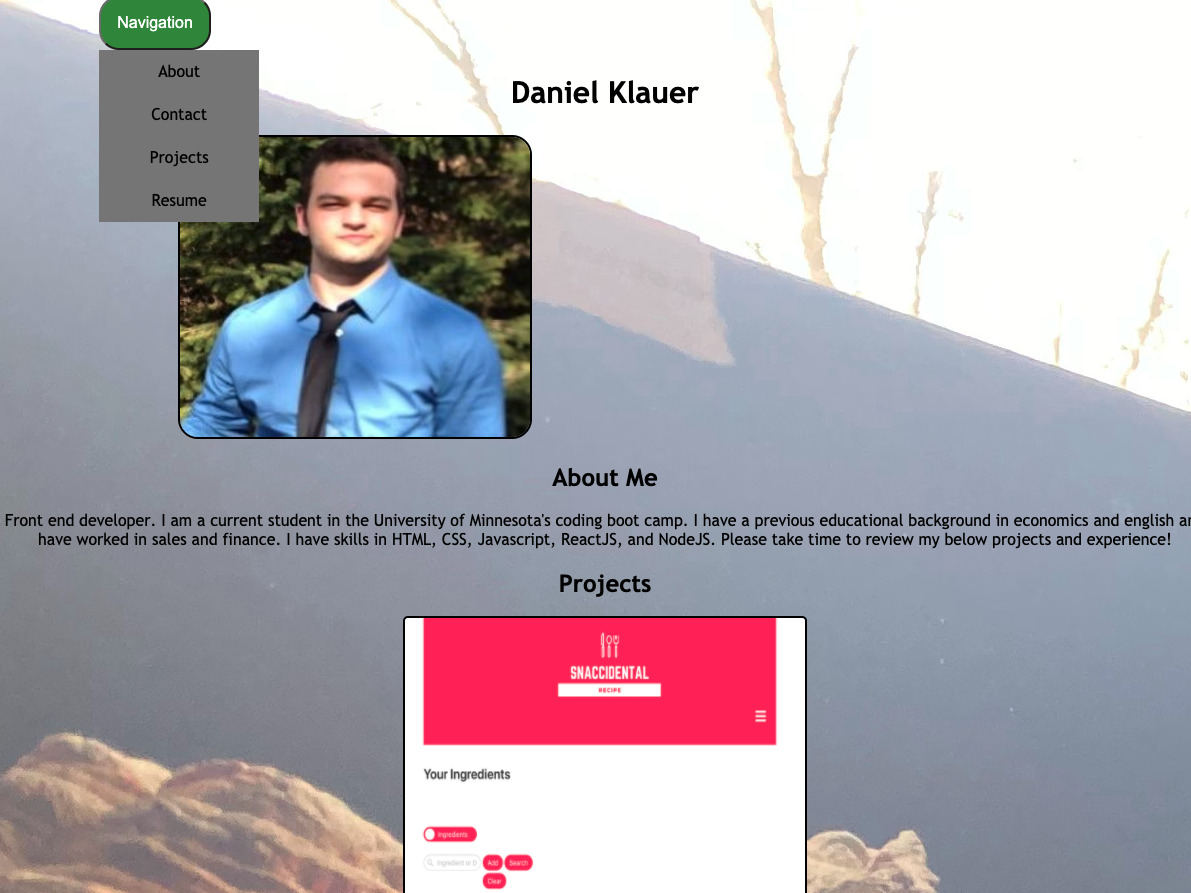 Navigation
About
Contact
Projects
Resume
Daniel Klauer
About Me
Front end developer. I am a current student in the University of Minnesota's coding boot camp. I have a previous educational background in economics and english
have worked in sales and finance. I have skills in HTML, CSS, Javascript, ReactJS, and NodeJS. Please take time to review my below projects and experience!
Projects
SNACCIDENTAL
RECIPE
Your Ingredients
Ingredients
Ingredient or D
Add
Search
Clear